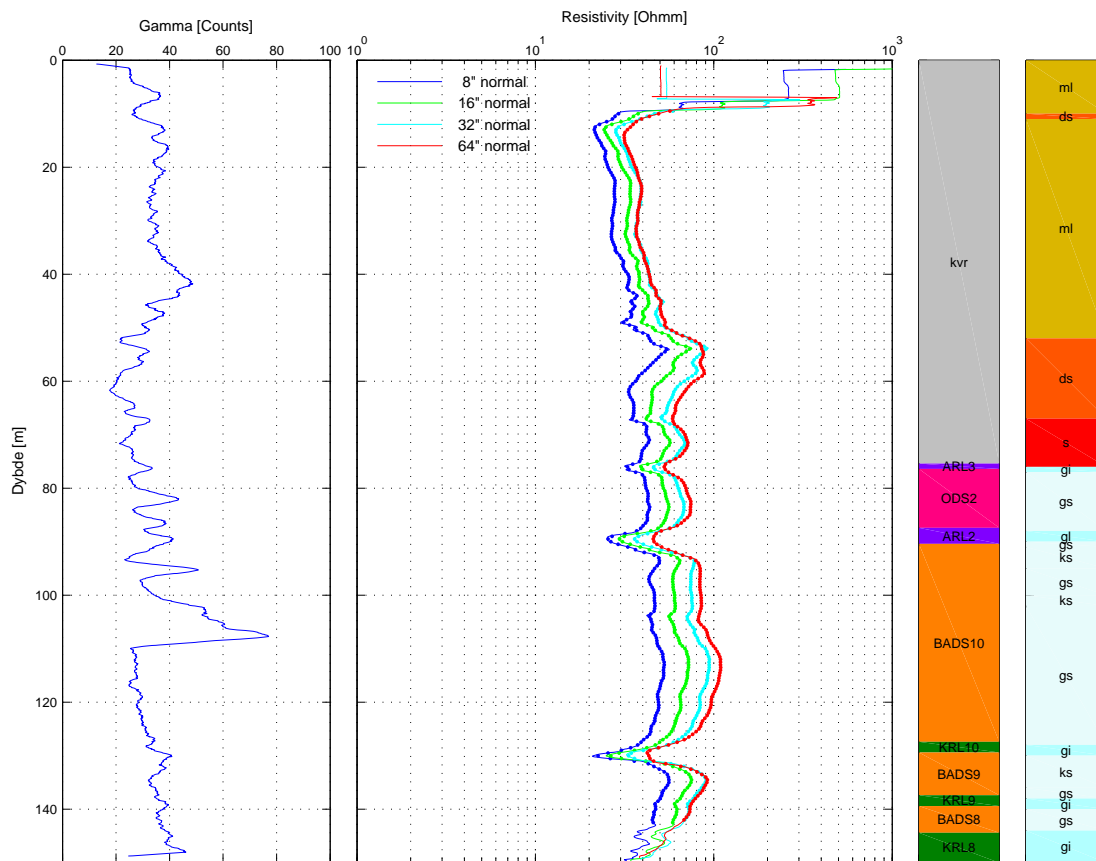 Gamma [Counts]
0 20 40 60 80 100
Resistivity [Ohmm]
10^0 10^1 10^2 10^3
0
20
40
60
80
100
120
140
Dybde [m]
8" normal
16" normal
32" normal
64" normal
kvr
ARL3
ODS2
ARL2
BADS10
KRL10
BADS9
KRL9
BADS8
KRL8
ml
ds
ml
ds
s
gi
gs
gl
gs
ks
gs
ks
gs
gi
ks
gs
gi
gs
gi